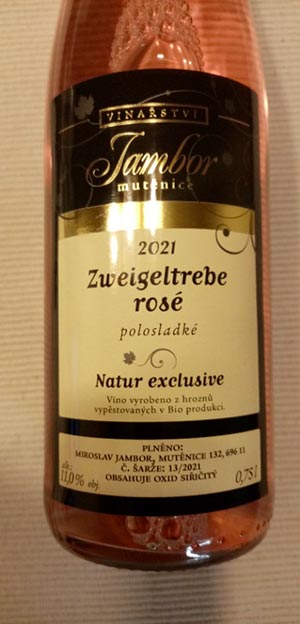 VINAŘSTVÍ
Jambor
mutěnice
2021
Zweigeltrebe
rosé
polosladké
Natur exclusive
Víno vyrobeno z hroznů
vypěstovaných v Bio produkci.
PLNĚNO:
MIROSLAV JAMBOR, MUTĚNICE 132, 696 11
Č. ŠARŽE: 13/2021
OBSAHUJE OXID SIŘIČITÝ
alk.:
11,0% obj.
0,75 l